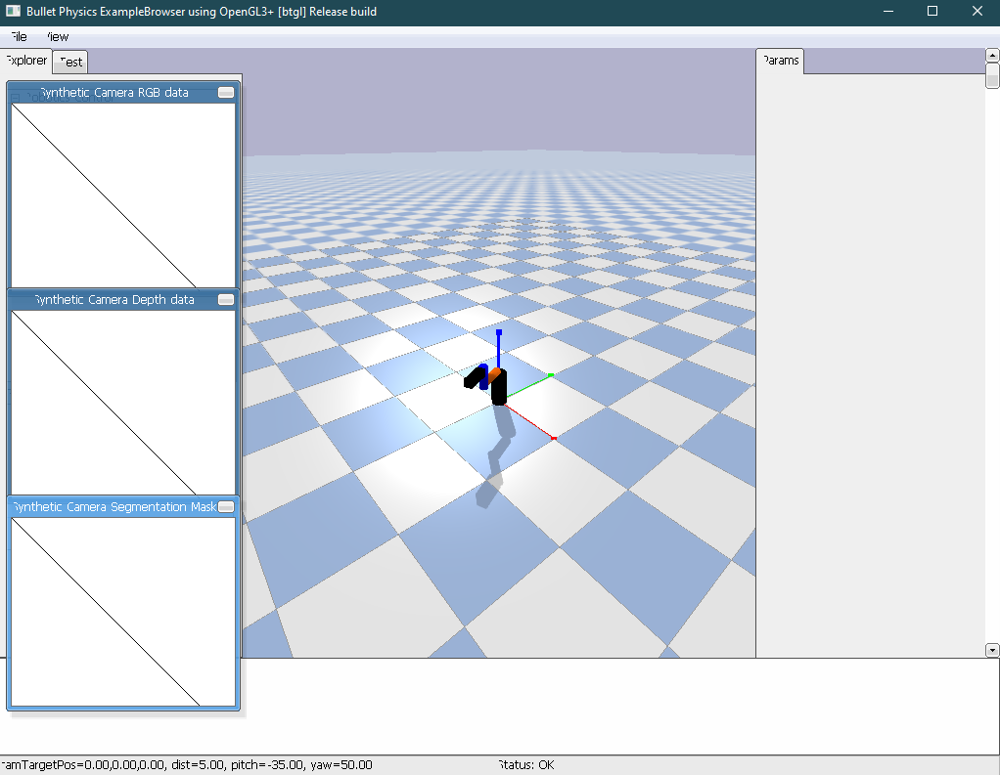 Bullet Physics ExampleBrowser using OpenGL3+ [btgl] Release build
File View
Explorer Test Params
Synthetic Camera RGB data
Synthetic Camera Depth data
Synthetic Camera Segmentation Mask
camTargetPos=0.00,0.00,0.00, dist=5.00, pitch=-35.00, yaw=50.00 Status: OK